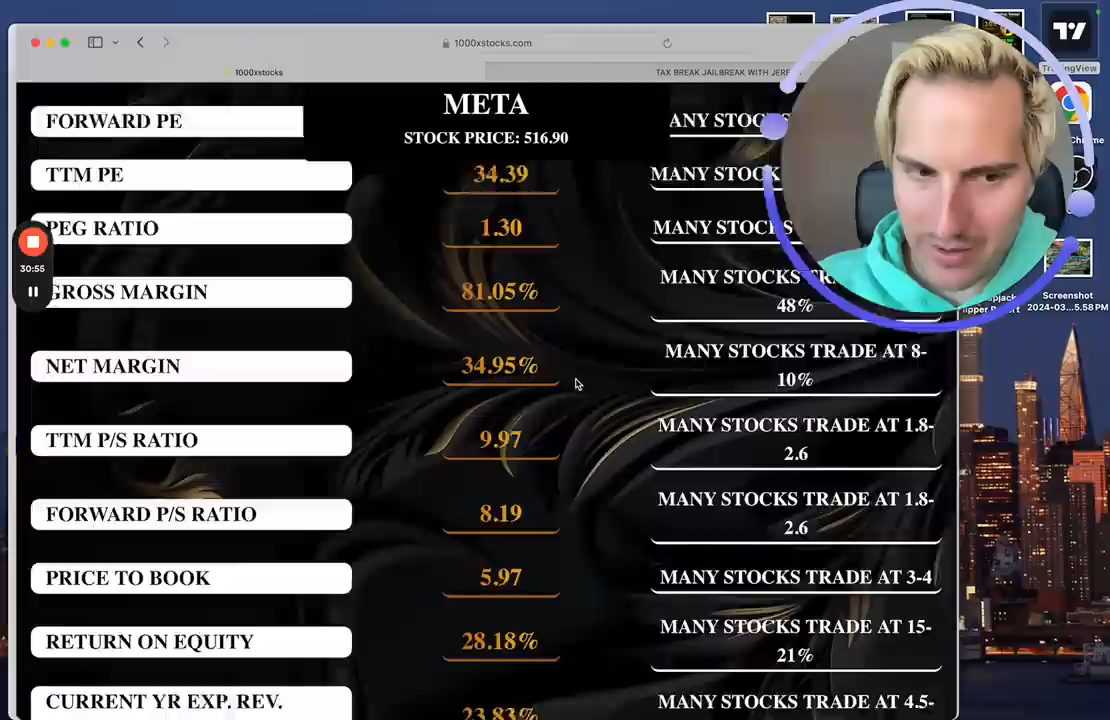 1000xstocks.com
1000xstocks
TAX BREAK JAILBREAK WITH
TradingView
META
STOCK PRICE: 516.90
FORWARD PE
ANY
TTM PE
34.39
MANY STOCK
PEG RATIO
1.30
MANY STOCKS
GROSS MARGIN
81.05%
MANY STOCKS
48%
NET MARGIN
34.95%
MANY STOCKS TRADE AT 8-
10%
TTM P/S RATIO
9.97
MANY STOCKS TRADE AT 1.8-
2.6
FORWARD P/S RATIO
8.19
MANY STOCKS TRADE AT 1.8-
2.6
PRICE TO BOOK
5.97
MANY STOCKS TRADE AT 3-4
RETURN ON EQUITY
28.18%
MANY STOCKS TRADE AT 15-
21%
CURRENT YR EXP. REV.
23.83%
MANY STOCKS TRADE AT 4.5-
30:55
Screenshot
2024-03...5.58 PM